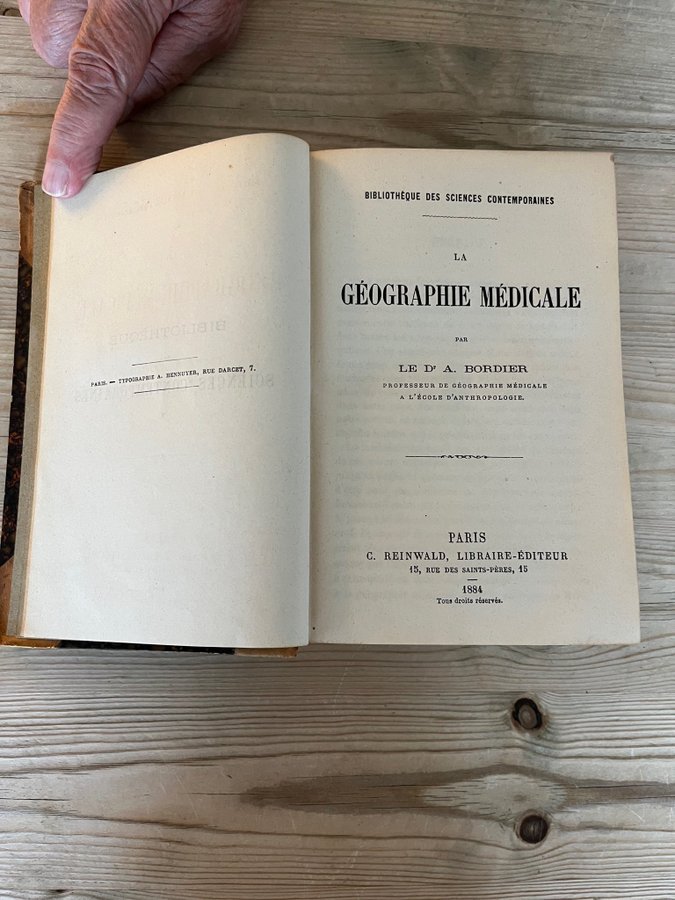 PARIS. — TYPOGRAPHIE A. HENNUYER, RUE DARCET, 7.
BIBLIOTHÈQUE DES SCIENCES CONTEMPORAINES
LA
GÉOGRAPHIE MÉDICALE
PAR
LE Dr A. BORDIER
PROFESSEUR DE GÉOGRAPHIE MÉDICALE
A L'ÉCOLE D'ANTHROPOLOGIE.
PARIS
C. REINWALD, LIBRAIRE-ÉDITEUR
15, RUE DES SAINTS-PÈRES, 15
1884
Tous droits réservés.